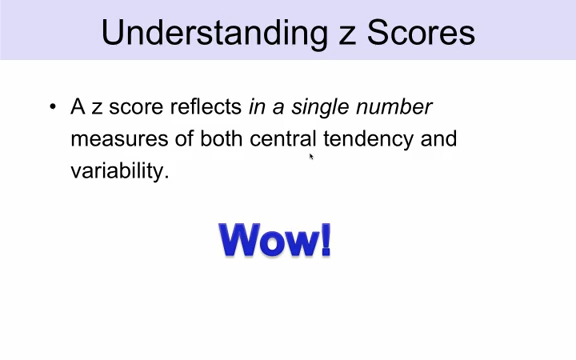 Understanding z Scores
• A z score reflects in a single number
measures of both central tendency and
variability.
Wow!